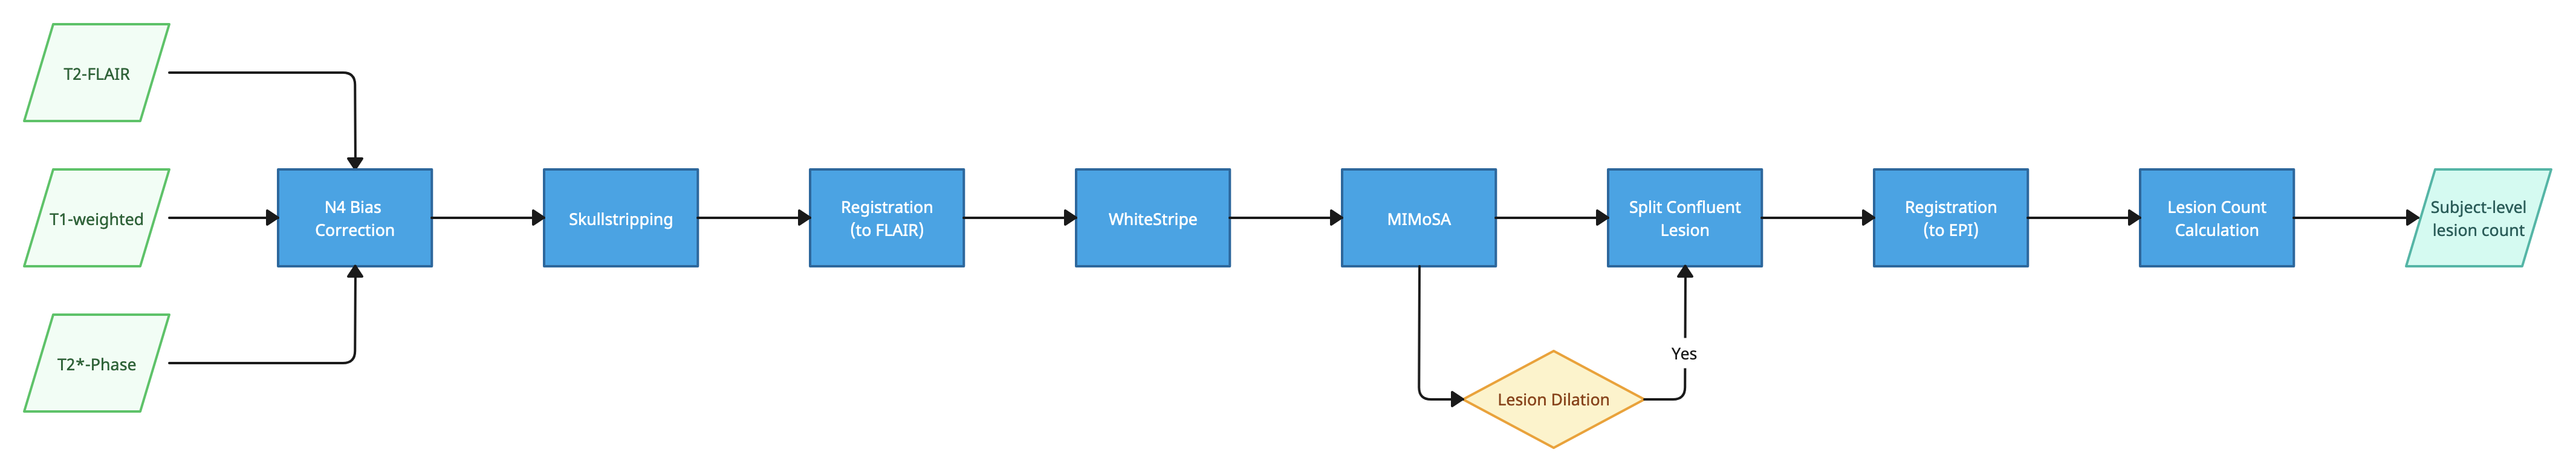 T2-FLAIR
T1-weighted
T2*-Phase
N4 Bias
Correction
Skullstripping
Registration
(to FLAIR)
WhiteStripe
MIMoSA
Lesion Dilation
Yes
Split Confluent
Lesion
Registration
(to EPI)
Lesion Count
Calculation
Subject-level
lesion count